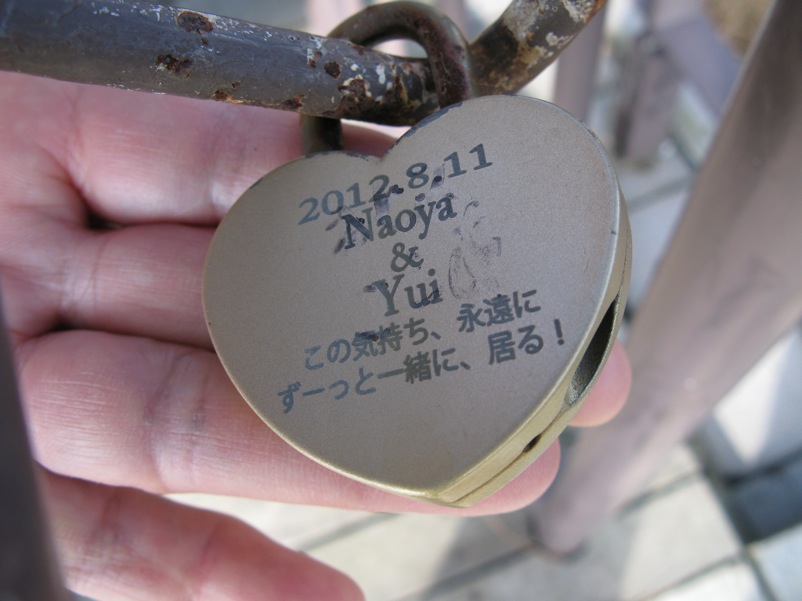 2012.8.11
Naoya
&
Yui
この気持ち、永遠に
ずーっと一緒に、居る！